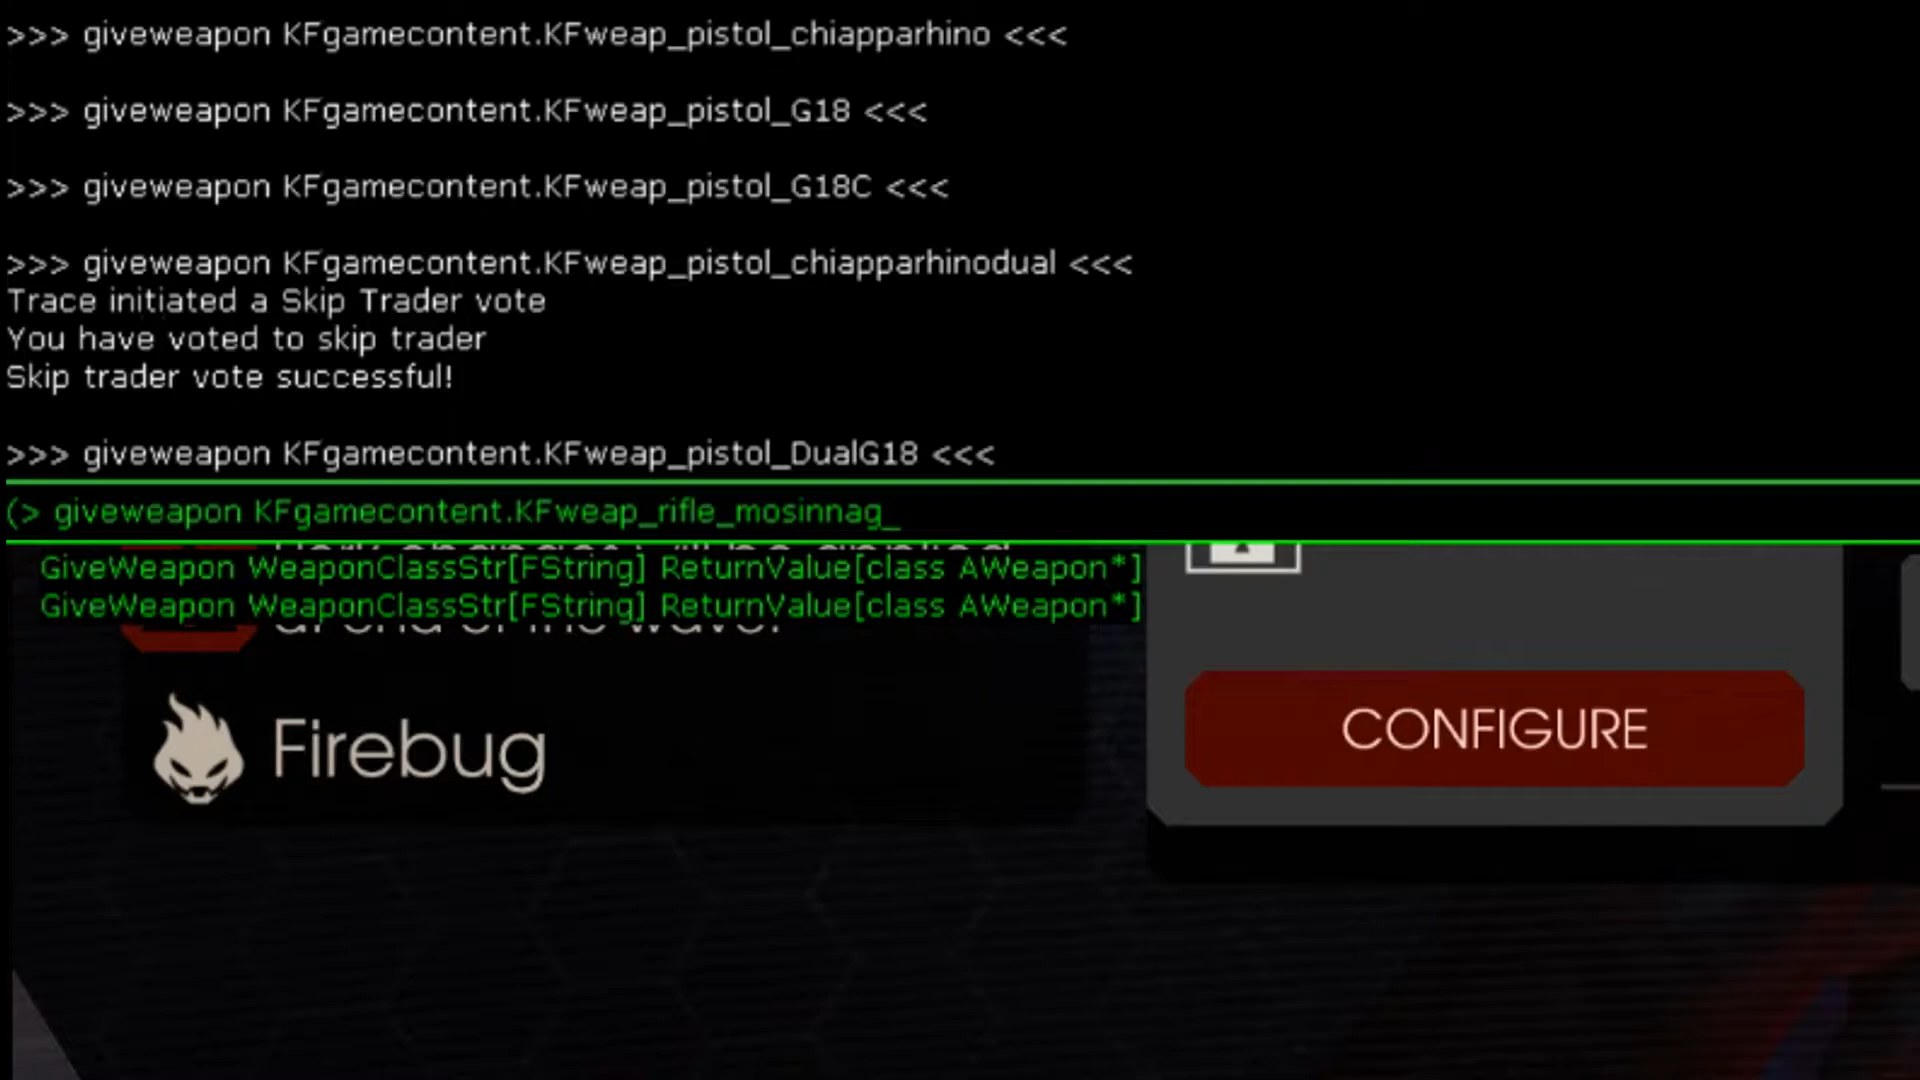 >>> giveweapon KFgamecontent.KFweap_pistol_chiapparhino <<<
>>> giveweapon KFgamecontent.KFweap_pistol_G18 <<<
>>> giveweapon KFgamecontent.KFweap_pistol_G18C <<<
>>> giveweapon KFgamecontent.KFweap_pistol_chiapparhinodual <<<
Trace initiated a Skip Trader vote
You have voted to skip trader
Skip trader vote successful!
>>> giveweapon KFgamecontent.KFweap_pistol_DualG18 <<<
(> giveweapon KFgamecontent.KFweap_rifle_mosinnag_
GiveWeapon WeaponClassStr[FString] ReturnValue[class AWeapon*]
GiveWeapon WeaponClassStr[FString] ReturnValue[class AWeapon*]
Firebug
CONFIGURE